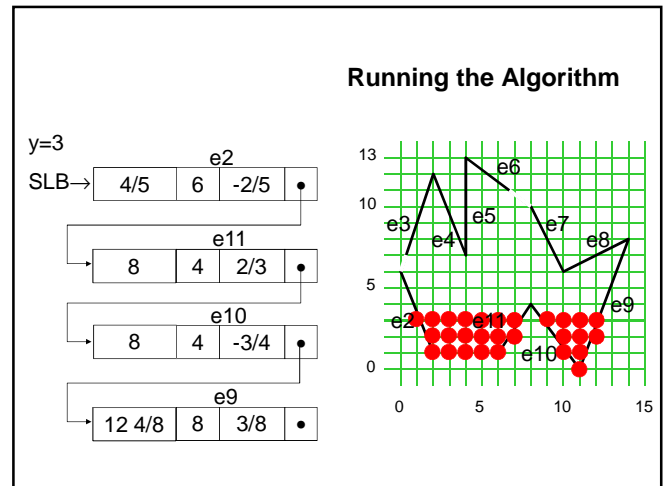 Running the Algorithm
y=3
e2
SLB→ 4/5 6 -2/5
e11
8 4 2/3
e10
8 4 -3/4
e9
12 4/8 8 3/8
13
10
5
0
0 5 10 15
e6
e3
e5
e7
e4
e8
e2
e11
e9
e10